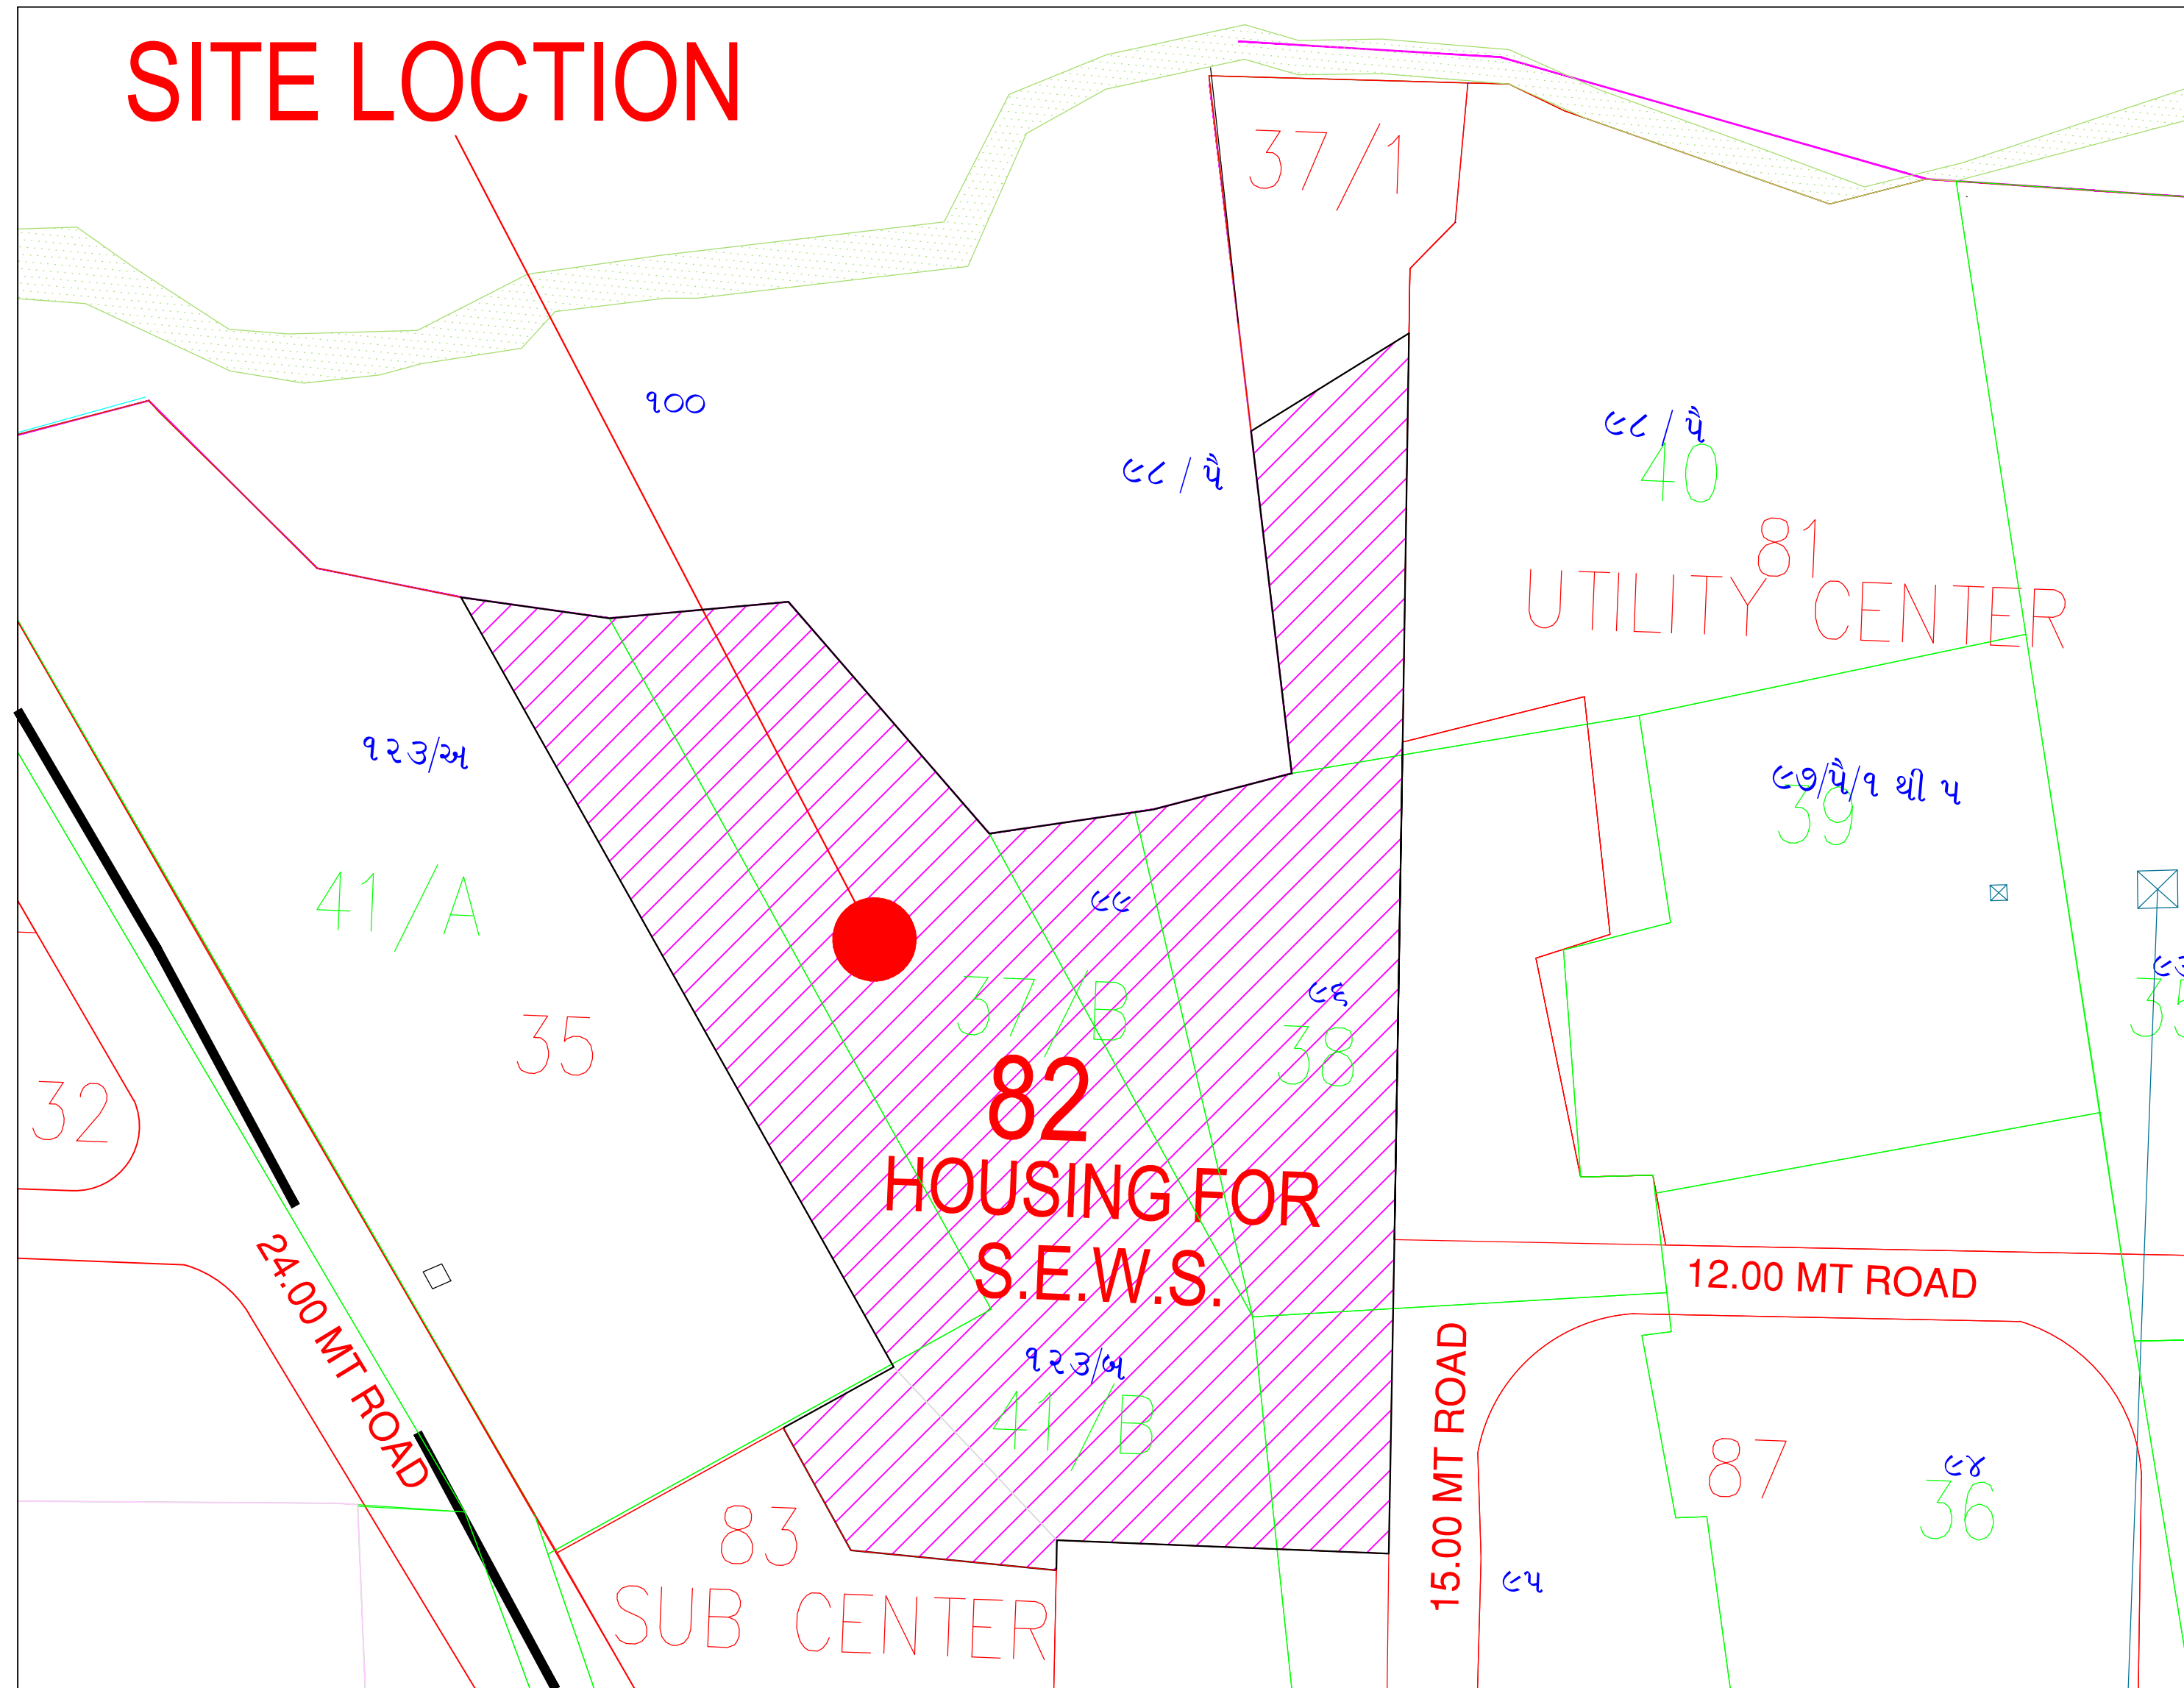 SITE LOCTION
37/1
૧૦૦
૯૮/પૈ
૯૮/પૈ
40
81
UTILITY CENTER
૧૨૩/અ
૯૭/પૈ/૧ થી ૫
39
41/A
૯૯
37/B
૯૬
38
35
32
82
HOUSING FOR
S.E.W.S.
24.00 MT ROAD
12.00 MT ROAD
15.00 MT ROAD
૧૨૩/બ
41/B
87
૯૪
36
83
SUB CENTER
૯૫